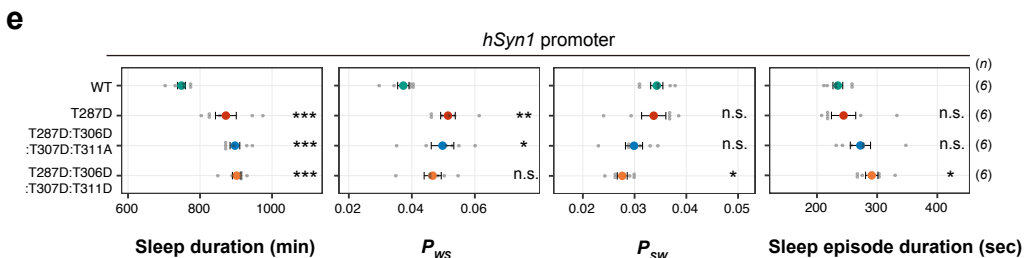 e
hSyn1 promoter
(n)
WT (6)
T287D *** ** n.s. n.s. (6)
T287D:T306D
:T307D:T311A *** * n.s. n.s. (6)
T287D:T306D
:T307D:T311D *** n.s. * * (6)
600 800 1000 0.02 0.04 0.06 0.02 0.03 0.04 0.05 200 300 400
Sleep duration (min) Pws Psw Sleep episode duration (sec)